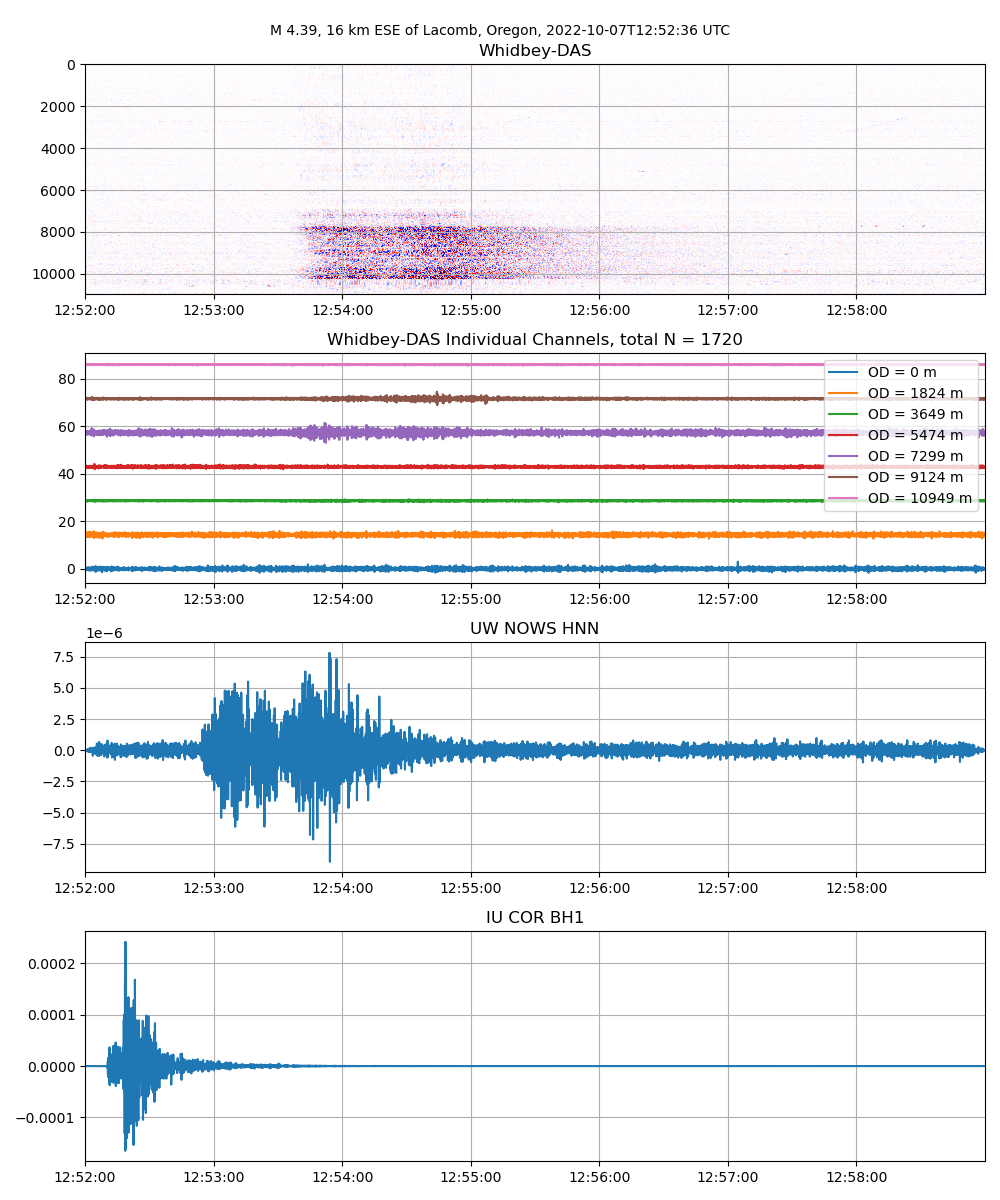 M 4.39, 16 km ESE of Lacomb, Oregon, 2022-10-07T12:52:36 UTC
Whidbey-DAS
0
2000
4000
6000
8000
10000
12:52:00 12:53:00 12:54:00 12:55:00 12:56:00 12:57:00 12:58:00
Whidbey-DAS Individual Channels, total N = 1720
80
60
40
20
0
OD = 0 m
OD = 1824 m
OD = 3649 m
OD = 5474 m
OD = 7299 m
OD = 9124 m
OD = 10949 m
12:52:00 12:53:00 12:54:00 12:55:00 12:56:00 12:57:00 12:58:00
UW NOWS HNN
1e−6
7.5
5.0
2.5
0.0
−2.5
−5.0
−7.5
12:52:00 12:53:00 12:54:00 12:55:00 12:56:00 12:57:00 12:58:00
IU COR BH1
0.0002
0.0001
0.0000
−0.0001
12:52:00 12:53:00 12:54:00 12:55:00 12:56:00 12:57:00 12:58:00